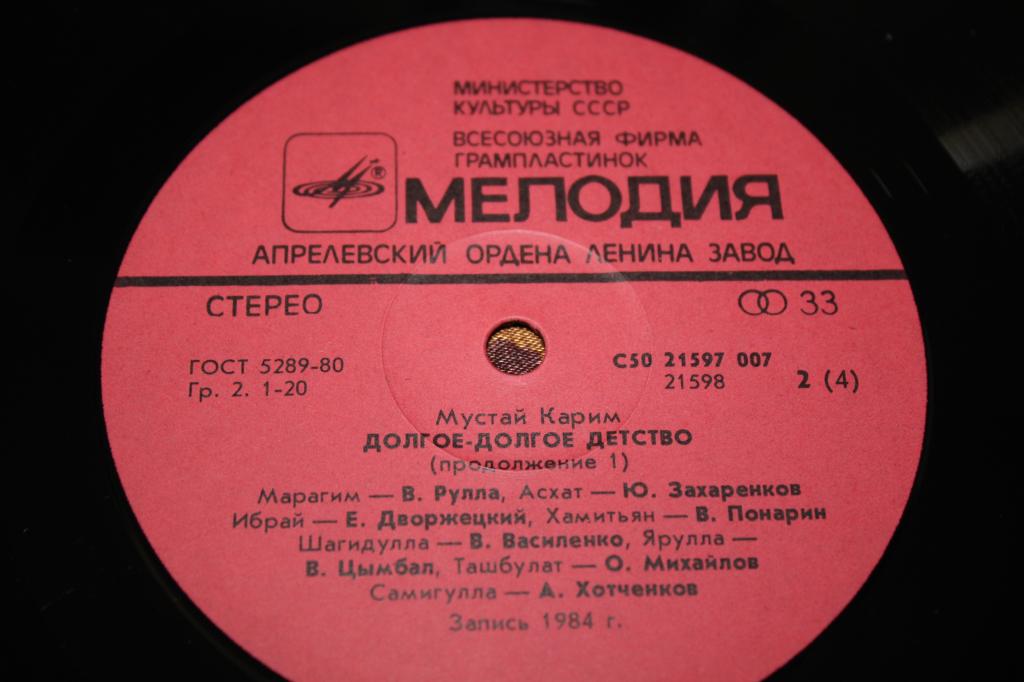 МИНИСТЕРСТВО
КУЛЬТУРЫ СССР
ВСЕСОЮЗНАЯ ФИРМА
ГРАМПЛАСТИНОК
®
МЕЛОДИЯ
АПРЕЛЕВСКИЙ ОРДЕНА ЛЕНИНА ЗАВОД
СТЕРЕО
33
ГОСТ 5289-80
Гр. 2. 1-20
С50 21597 007
21598
2 (4)
Мустай Карим
ДОЛГОЕ-ДОЛГОЕ ДЕТСТВО
(продолжение 1)
Марагим — В. Рулла, Асхат — Ю. Захаренков
Ибрай — Е. Дворжецкий, Хамитьян — В. Понарин
Шагидулла — В. Василенко, Ярулла —
В. Цымбал, Ташбулат — О. Михайлов
Самигулла — А. Хотченков
Запись 1984 г.